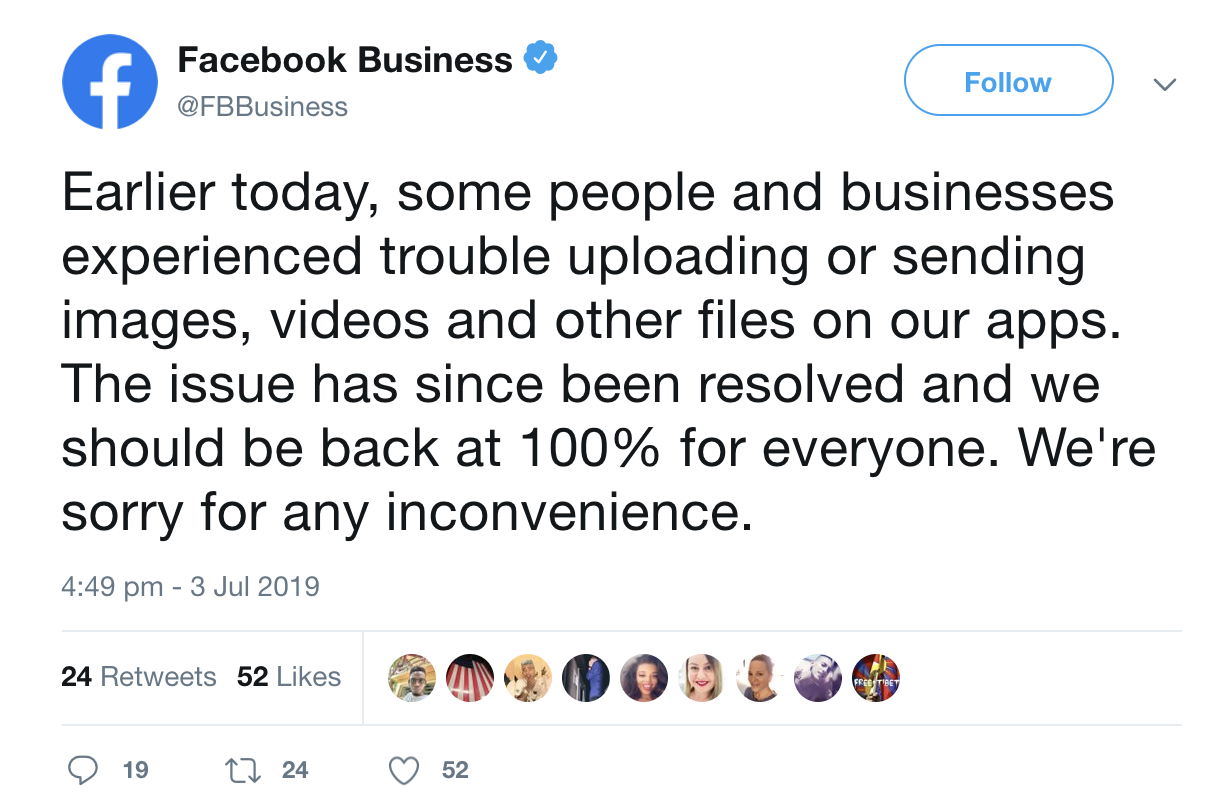 Facebook Business
@FBBusiness
Follow
Earlier today, some people and businesses
experienced trouble uploading or sending
images, videos and other files on our apps.
The issue has since been resolved and we
should be back at 100% for everyone. We're
sorry for any inconvenience.
4:49 pm - 3 Jul 2019
24 Retweets 52 Likes
FREE TIBET
19 24 52